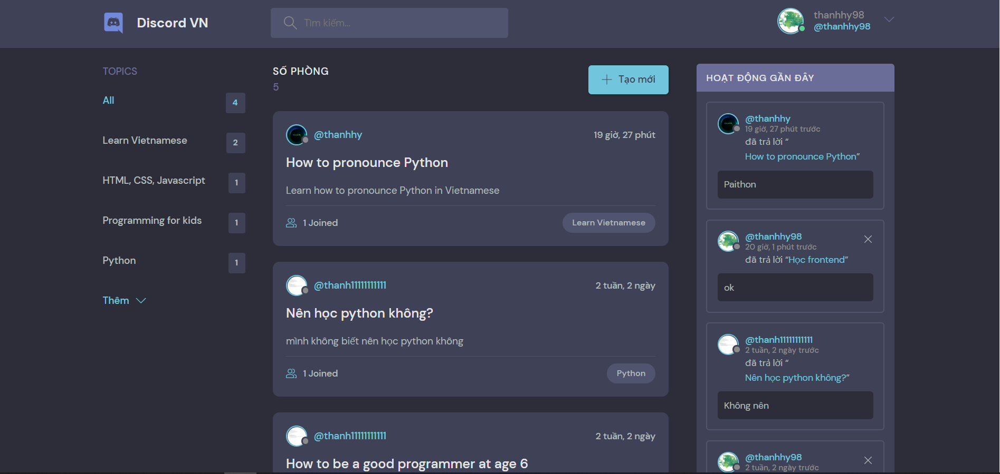 Discord VN
Tìm kiếm...
thanhhy98
@thanhhy98
TOPICS
All
4
Learn Vietnamese
2
HTML, CSS, Javascript
1
Programming for kids
1
Python
1
Thêm
SỐ PHÒNG
5
Tạo mới
@thanhhy
19 giờ, 27 phút
How to pronounce Python
Learn how to pronounce Python in Vietnamese
1 Joined
Learn Vietnamese
@thanh11111111111
2 tuần, 2 ngày
Nên học python không?
mình không biết nên học python không
1 Joined
Python
@thanh11111111111
2 tuần, 2 ngày
How to be a good programmer at age 6
HOẠT ĐỘNG GẦN ĐÂY
@thanhhy
19 giờ, 27 phút trước
đã trả lời “
How to pronounce Python”
Paithon
@thanhhy98
20 giờ, 1 phút trước
đã trả lời “Học frontend”
ok
@thanh11111111111
2 tuần, 2 ngày trước
đã trả lời “
Nên học python không?”
Không nên
@thanhhy98
2 tuần, 2 ngày trước